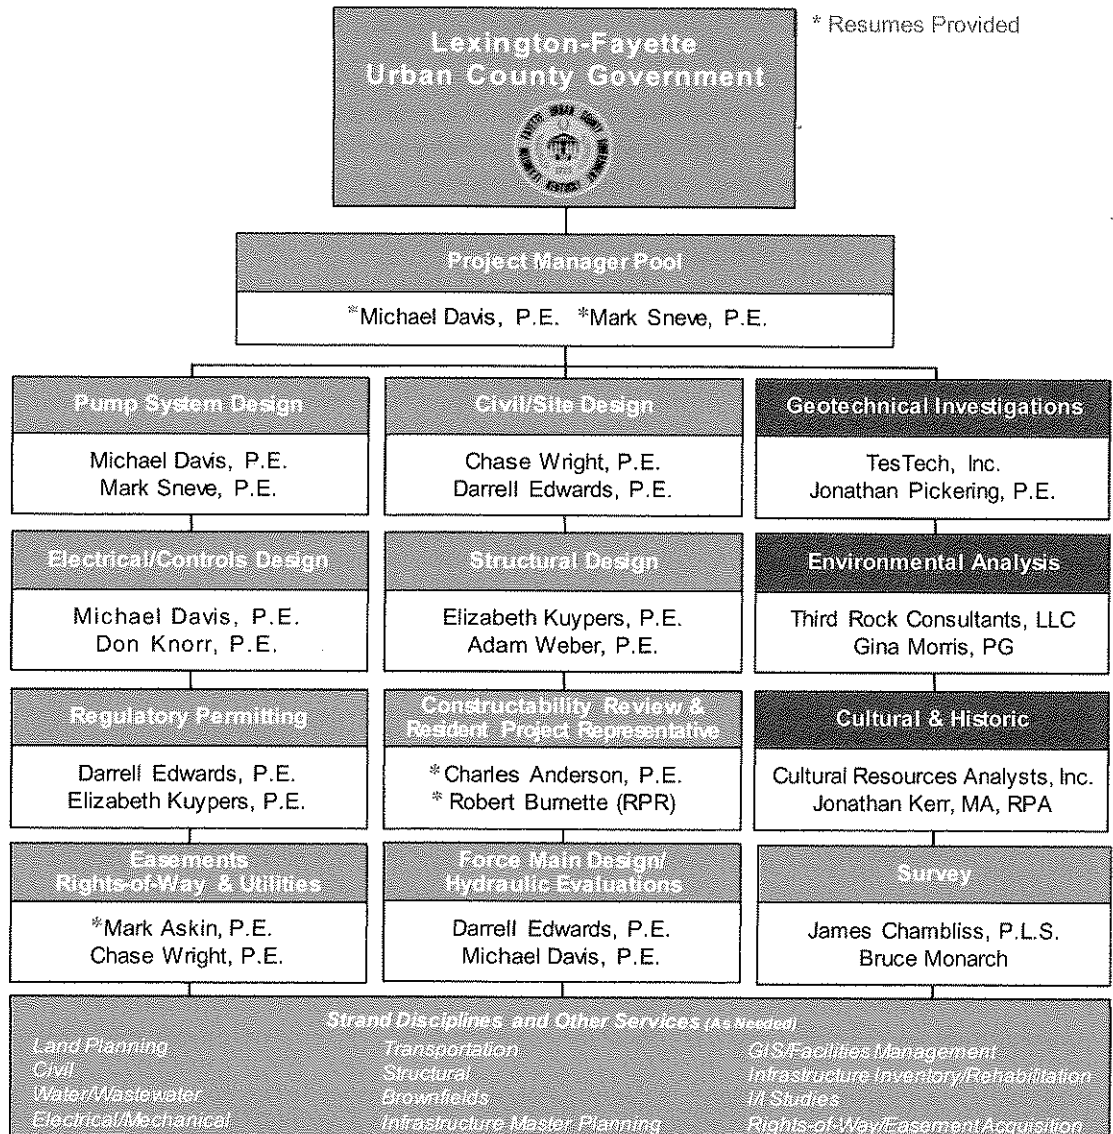 * Resumes Provided
Lexington-Fayette
Urban County Government
Project Manager Pool
*Michael Davis, P.E. *Mark Sneve, P.E.
Pump System Design
Michael Davis, P.E.
Mark Sneve, P.E.
Civil/Site Design
Chase Wright, P.E.
Darrell Edwards, P.E.
Geotechnical Investigations
TesTech, Inc.
Jonathan Pickering, P.E.
Electrical/Controls Design
Michael Davis, P.E.
Don Knorr, P.E.
Structural Design
Elizabeth Kuypers, P.E.
Adam Weber, P.E.
Environmental Analysis
Third Rock Consultants, LLC
Gina Morris, PG
Regulatory Permitting
Darrell Edwards, P.E.
Elizabeth Kuypers, P.E.
Constructability Review &
Resident Project Representative
* Charles Anderson, P.E.
* Robert Burnette (RPR)
Cultural & Historic
Cultural Resources Analysts, Inc.
Jonathan Kerr, MA, RPA
Easements
Rights-of-Way & Utilities
*Mark Askin, P.E.
Chase Wright, P.E.
Force Main Design/
Hydraulic Evaluations
Darrell Edwards, P.E.
Michael Davis, P.E.
Survey
James Chambliss, P.L.S.
Bruce Monarch
Strand Disciplines and Other Services (As Needed)
Land Planning
Civil
Water/Wastewater
Electrical/Mechanical
Transportation
Structural
Brownfields
Infrastructure Master Planning
GIS/Facilities Management
Infrastructure Inventory/Rehabilitation
I/I Studies
Rights-of-Way/Easement Acquisition